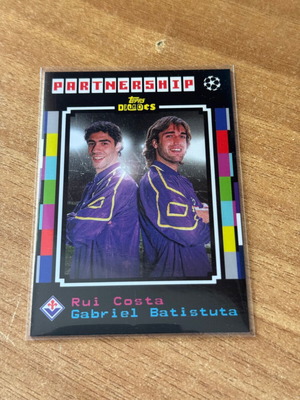 PARTNERSHIP
Topps
DECADES
Rui Costa
Gabriel Batistuta